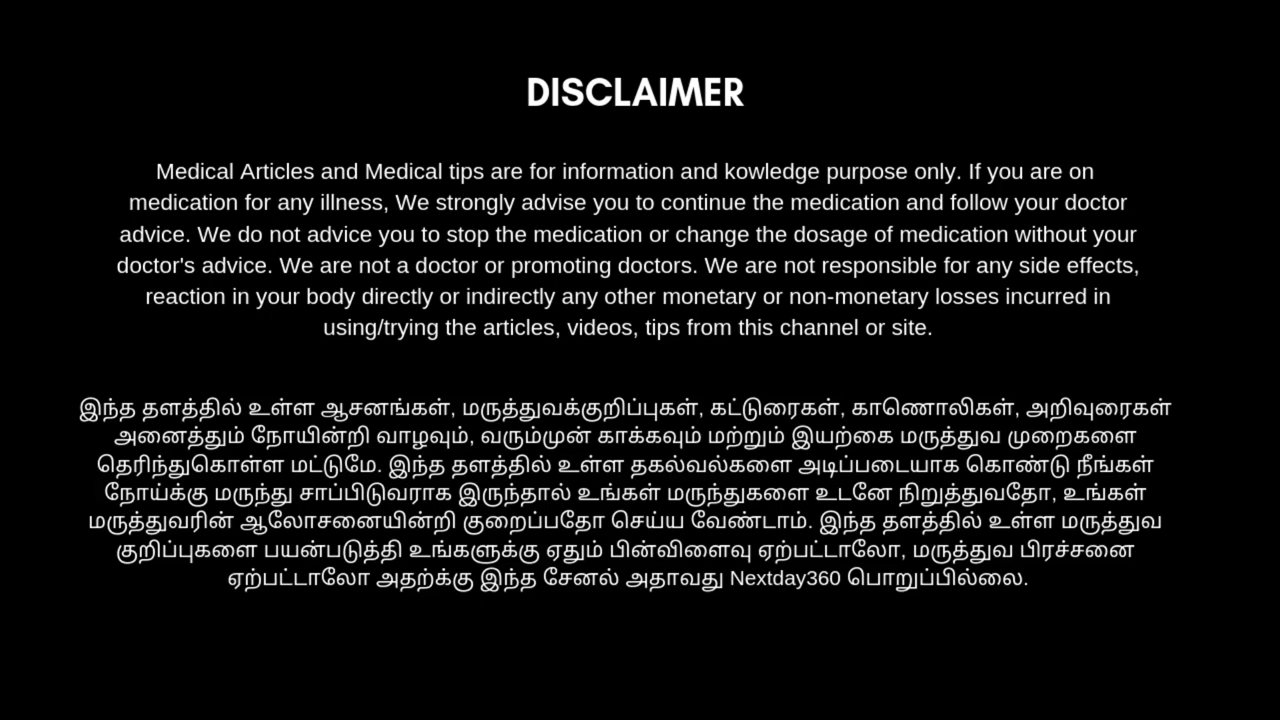 DISCLAIMER
Medical Articles and Medical tips are for information and kowledge purpose only. If you are on
medication for any illness, We strongly advise you to continue the medication and follow your doctor
advice. We do not advice you to stop the medication or change the dosage of medication without your
doctor's advice. We are not a doctor or promoting doctors. We are not responsible for any side effects,
reaction in your body directly or indirectly any other monetary or non-monetary losses incurred in
using/trying the articles, videos, tips from this channel or site.
இந்த தளத்தில் உள்ள ஆசனங்கள், மருத்துவக்குறிப்புகள், கட்டுரைகள், காணொலிகள், அறிவுரைகள்
அனைத்தும் நோயின்றி வாழவும், வரும்முன் காக்கவும் மற்றும் இயற்கை மருத்துவ முறைகளை
தெரிந்துகொள்ள மட்டுமே. இந்த தளத்தில் உள்ள தகல்வல்களை அடிப்படையாக கொண்டு நீங்கள்
நோய்க்கு மருந்து சாப்பிடுவராக இருந்தால் உங்கள் மருந்துகளை உடனே நிறுத்துவதோ, உங்கள்
மருத்துவரின் ஆலோசனையின்றி குறைப்பதோ செய்ய வேண்டாம். இந்த தளத்தில் உள்ள மருத்துவ
குறிப்புகளை பயன்படுத்தி உங்களுக்கு ஏதும் பின்விளைவு ஏற்பட்டாலோ, மருத்துவ பிரச்சனை
ஏற்பட்டாலோ அதற்க்கு இந்த சேனல் அதாவது Nextday360 பொறுப்பில்லை.